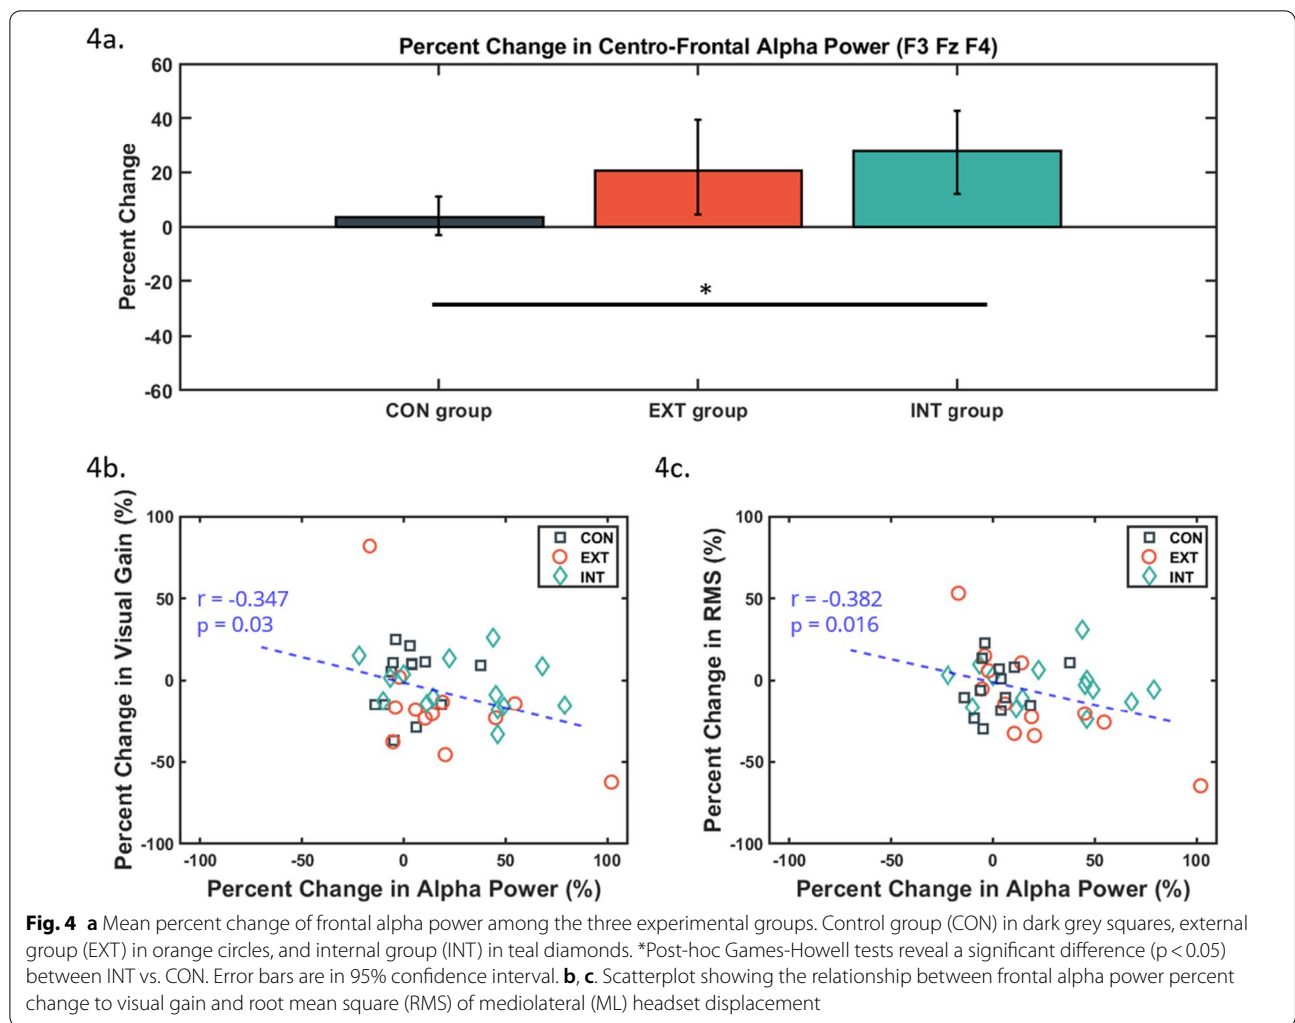 4a.
Percent Change in Centro-Frontal Alpha Power (F3 Fz F4)
Percent Change
60
40
20
0
-20
-40
-60
*
CON group EXT group INT group
4b.
Percent Change in Visual Gain (%)
100
50
0
-50
-100
r = -0.347
p = 0.03
CON
EXT
INT
-100 -50 0 50 100
Percent Change in Alpha Power (%)
4c.
Percent Change in RMS (%)
100
50
0
-50
-100
r = -0.382
p = 0.016
CON
EXT
INT
-100 -50 0 50 100
Percent Change in Alpha Power (%)
Fig. 4 a Mean percent change of frontal alpha power among the three experimental groups. Control group (CON) in dark grey squares, external
group (EXT) in orange circles, and internal group (INT) in teal diamonds. *Post-hoc Games-Howell tests reveal a significant difference (p < 0.05)
between INT vs. CON. Error bars are in 95% confidence interval. b, c. Scatterplot showing the relationship between frontal alpha power percent
change to visual gain and root mean square (RMS) of mediolateral (ML) headset displacement